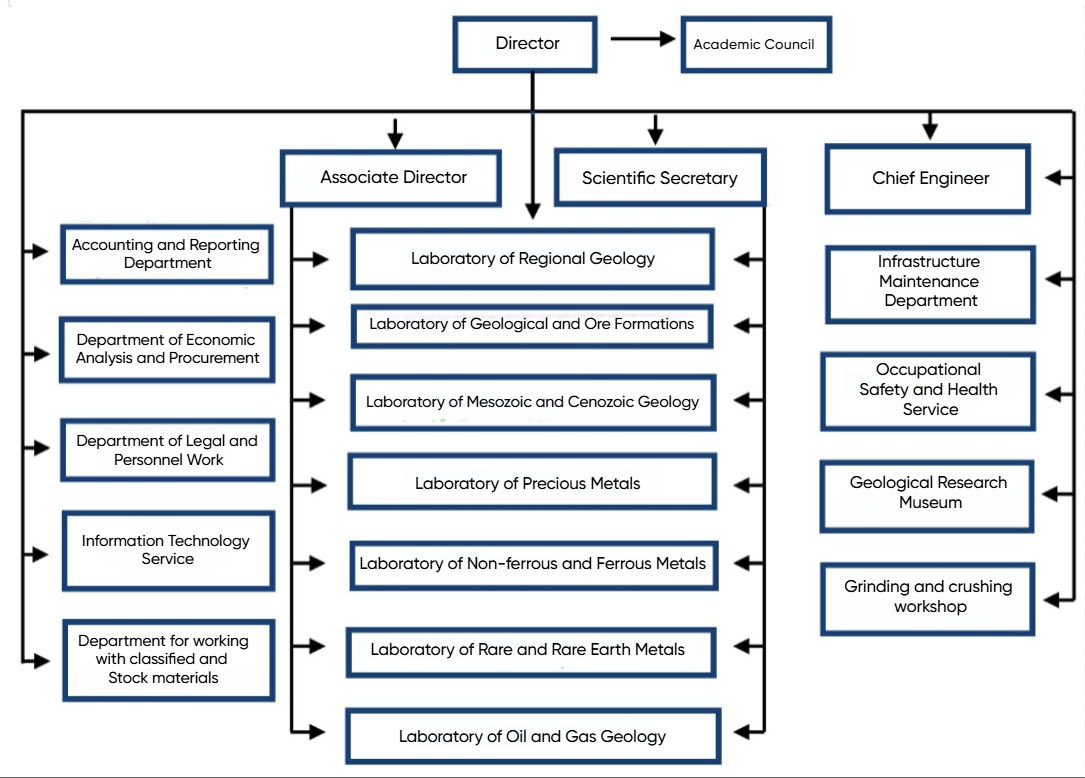 Director
Academic Council
Associate Director
Scientific Secretary
Chief Engineer
Accounting and Reporting
Department
Department of Economic
Analysis and Procurement
Department of Legal and
Personnel Work
Information Technology
Service
Department for working
with classified and
Stock materials
Laboratory of Regional Geology
Laboratory of Geological and Ore Formations
Laboratory of Mesozoic and Cenozoic Geology
Laboratory of Precious Metals
Laboratory of Non-ferrous and Ferrous Metals
Laboratory of Rare and Rare Earth Metals
Laboratory of Oil and Gas Geology
Infrastructure
Maintenance
Department
Occupational
Safety and Health
Service
Geological Research
Museum
Grinding and crushing
workshop